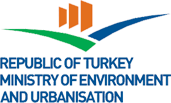 REPUBLIC OF TURKEY
MINISTRY OF ENVIRONMENT
AND URBANISATION